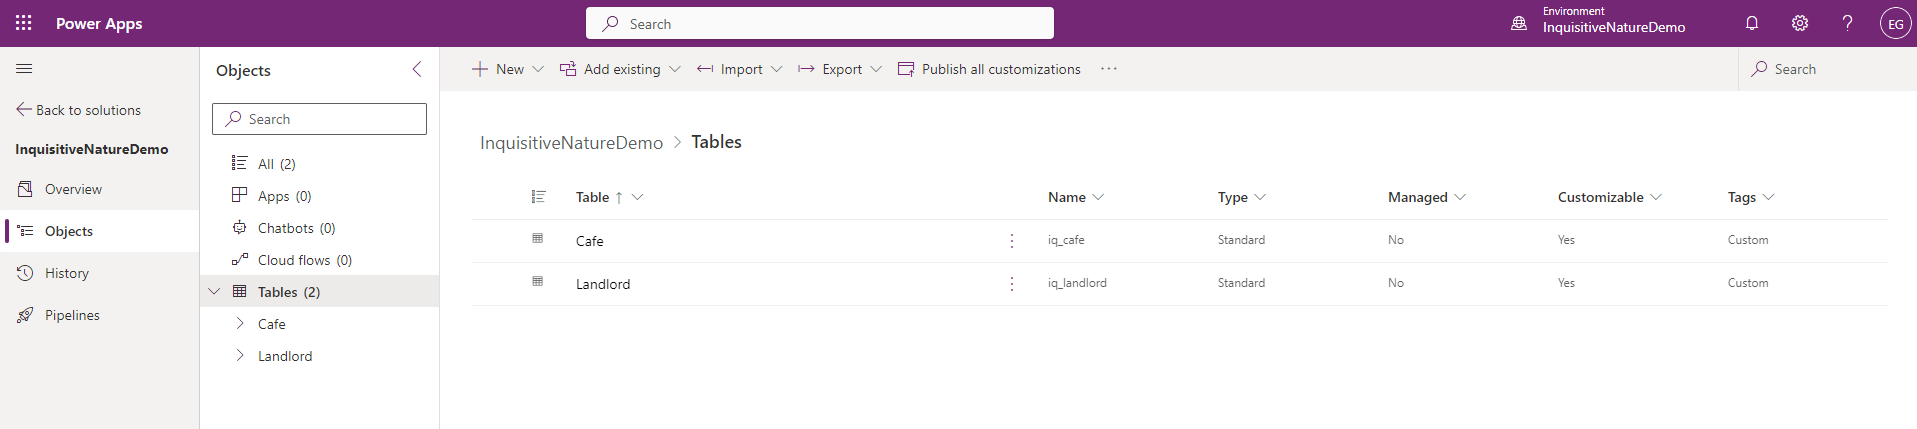 Power Apps
Search
Environment
InquisitiveNatureDemo
?
EG
Back to solutions
InquisitiveNatureDemo
Overview
Objects
History
Pipelines
Objects
Search
All (2)
Apps (0)
Chatbots (0)
Cloud flows (0)
Tables (2)
Cafe
Landlord
New Add existing Import Export Publish all customizations ··· Search
InquisitiveNatureDemo > Tables
Table ↑ Name Type Managed Customizable Tags
Cafe iq_cafe Standard No Yes Custom
Landlord iq_landlord Standard No Yes Custom